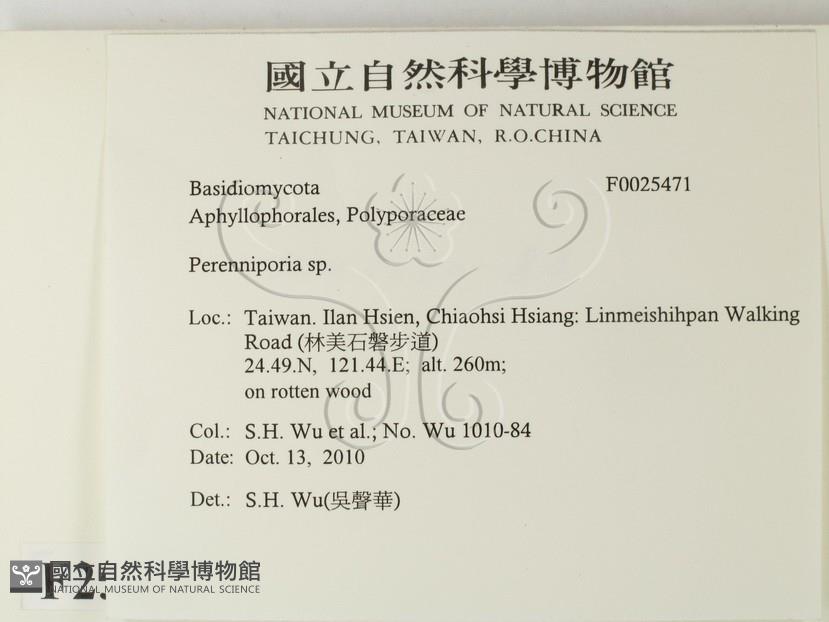 國立自然科學博物館
NATIONAL MUSEUM OF NATURAL SCIENCE
TAICHUNG, TAIWAN, R.O.CHINA
Basidiomycota F0025471
Aphyllophorales, Polyporaceae
Perenniporia sp.
Loc.: Taiwan. Ilan Hsien, Chiaohsi Hsiang: Linmeishihpan Walking
Road (林美石磐步道)
24.49.N, 121.44.E; alt. 260m;
on rotten wood
Col.: S.H. Wu et al.; No. Wu 1010-84
Date: Oct. 13, 2010
Det.: S.H. Wu(吳聲華)
國立自然科學博物館
NATIONAL MUSEUM OF NATURAL SCIENCE